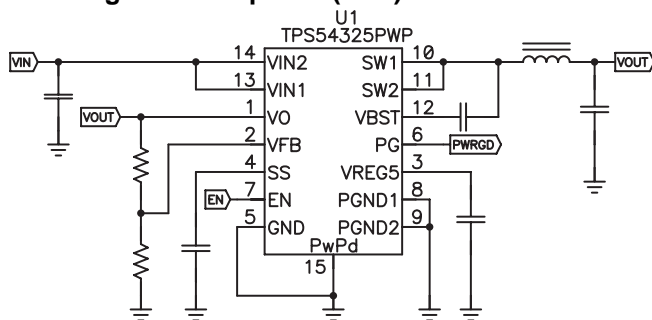 U1
TPS54325PWP
VIN
14 VIN2 SW1 10
13 VIN1 SW2 11
VOUT
VOUT 1 VO VBST 12
2 VFB PG 6 PWRGD
4 SS VREG5 3
EN 7 EN PGND1 8
5 GND PGND2 9
PwPd
15